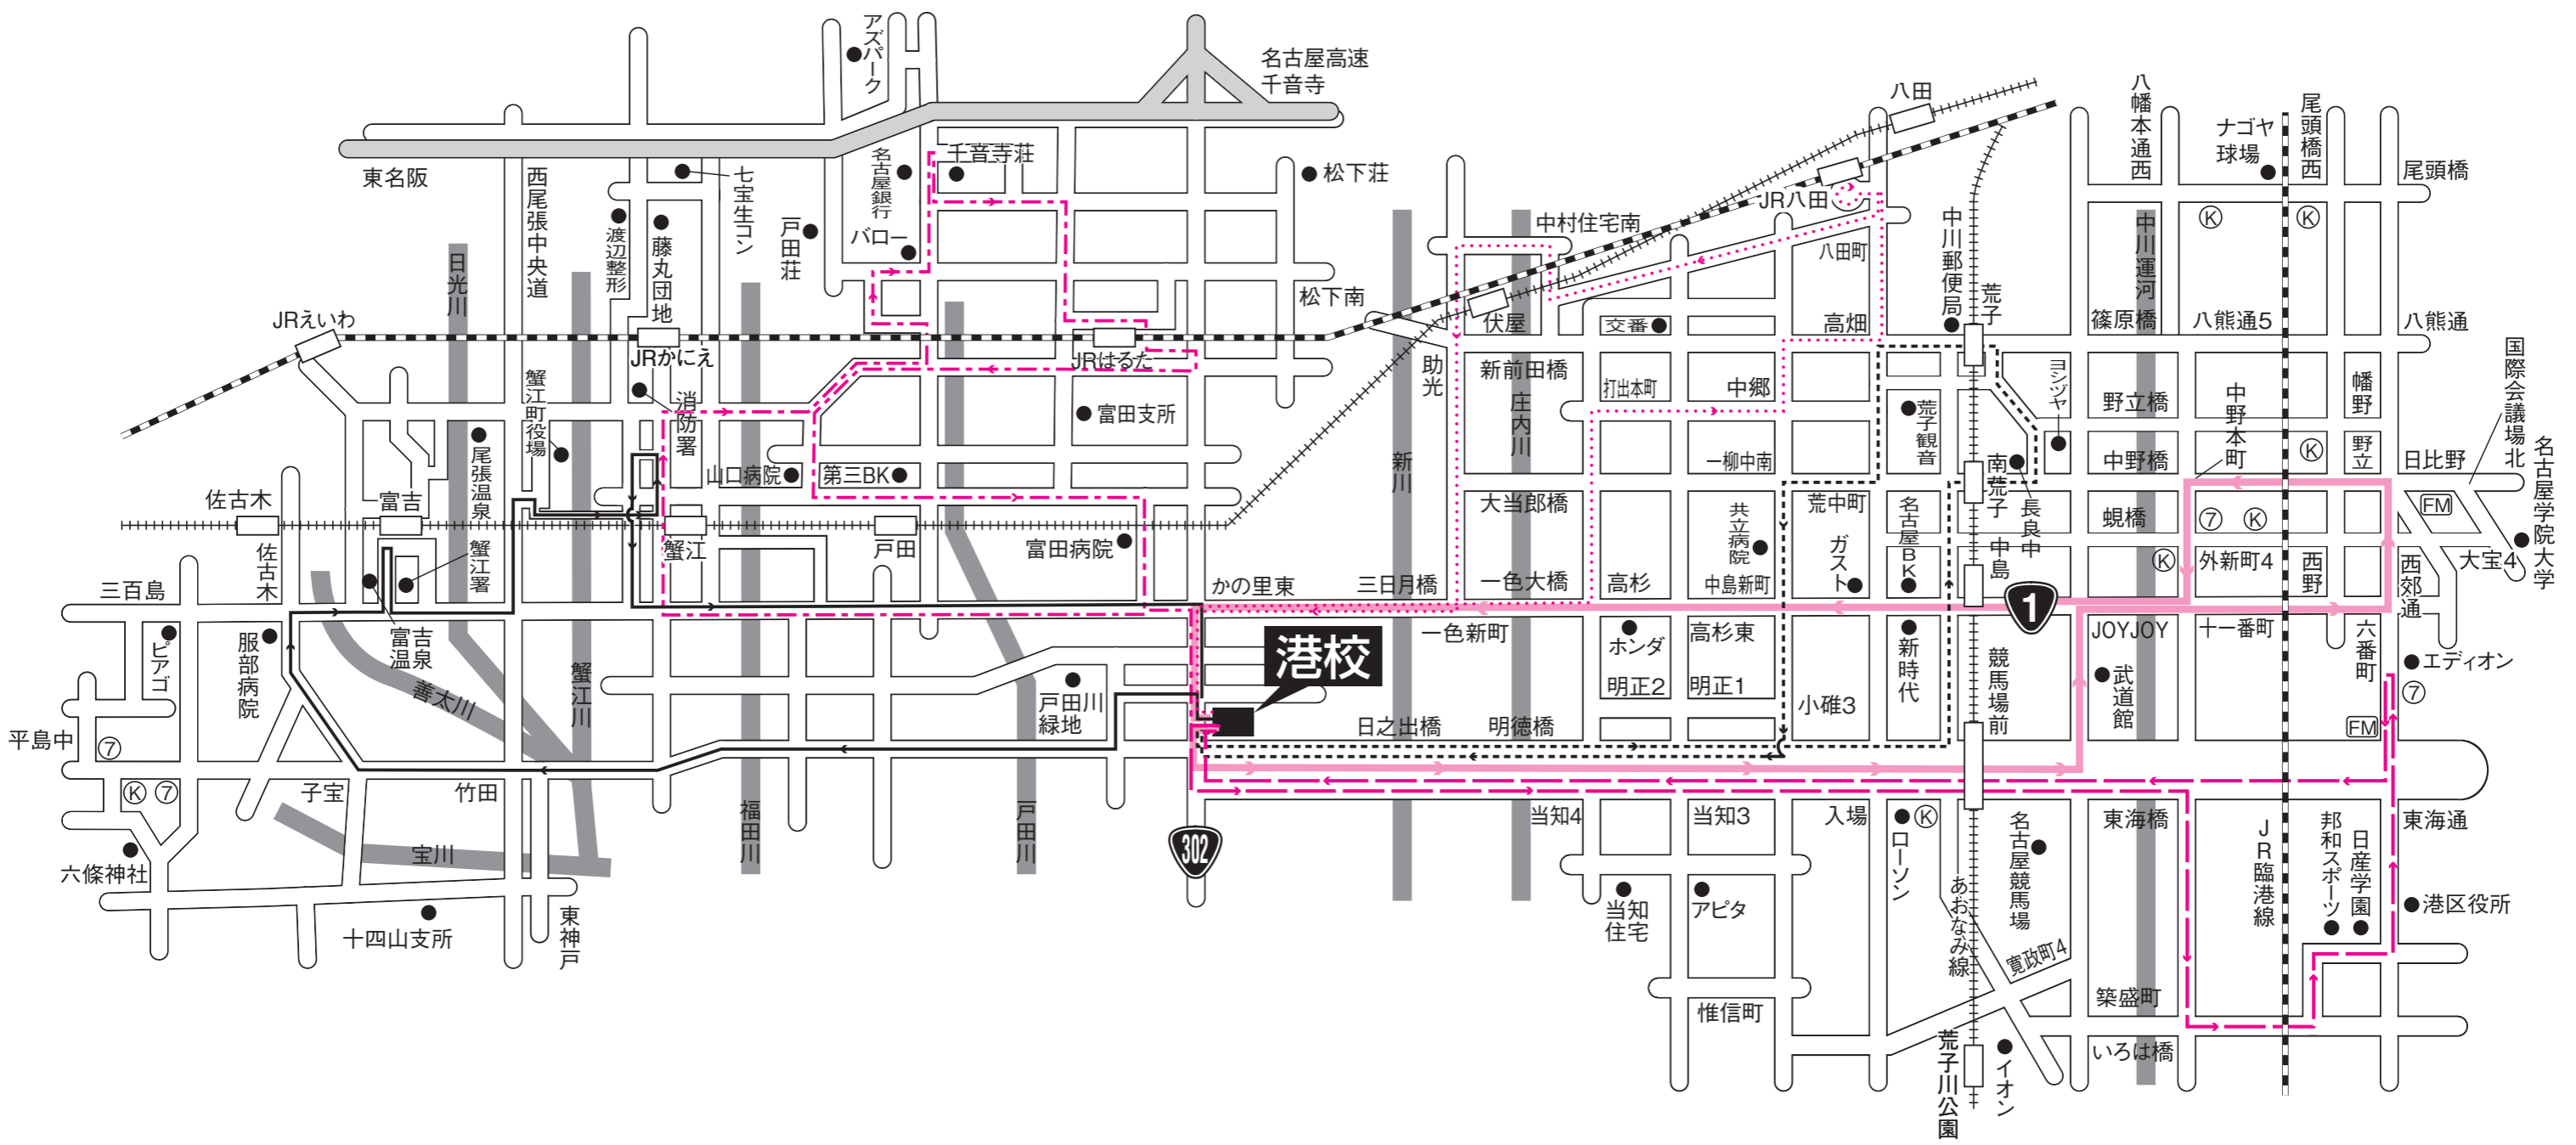 アズパーク
名古屋高速
千音寺
八田
八幡本通西
ナゴヤ
球場
尾頭橋西
尾頭橋
東名阪
西尾張中央道
七宝生コン
名古屋銀行
千音寺荘
松下荘
JR八田
中村住宅南
八田町
渡辺整形
藤丸団地
戸田荘
バロー
松下南
中川郵便局
荒子
中川運河
日光川
JRえいわ
JRかにえ
JRはるた
伏屋
交番
高畑
篠原橋
八熊通5
八熊通
国際会議場北
名古屋学院大学
助光
新前田橋
打出本町
中郷
ヨシヅヤ
野立橋
中野本町
幡野
蟹江町役場
消防署
富田支所
庄内川
荒子観音
尾張温泉
山口病院
第三BK
新川
一柳中南
南荒子
中野橋
野立
日比野
佐古木
富吉
大当郎橋
荒中町
名古屋BK
長良中
蜆橋
FM
佐古木
蟹江署
蟹江
戸田
富田病院
共立病院
ガスト
中島
外新町4
西野
西郊通
大宝4
三百島
かの里東
三日月橋
一色大橋
高杉
中島新町
1
ピアゴ
服部病院
富吉
温泉
善太川
蟹江川
一色新町
ホンダ
高杉東
新時代
競馬場前
JOYJOY
十一番町
六番町
エディオン
港校
戸田川
緑地
明正2
明正1
小碓3
武道館
平島中
日之出橋
明徳橋
FM
子宝
竹田
福田川
戸田川
302
当知4
当知3
入場
ローソン
名古屋競馬場
東海橋
JR臨港線
邦和スポーツ
日産学園
東海通
宝川
六條神社
当知
住宅
アピタ
あおなみ線
港区役所
十四山支所
東神戸
寛政町4
惟信町
築盛町
いろは橋
荒子川公園
イオン
Ⓚ
Ⓚ
Ⓚ
⑦
Ⓚ
Ⓚ
⑦
⑦
Ⓚ
⑦
Ⓚ